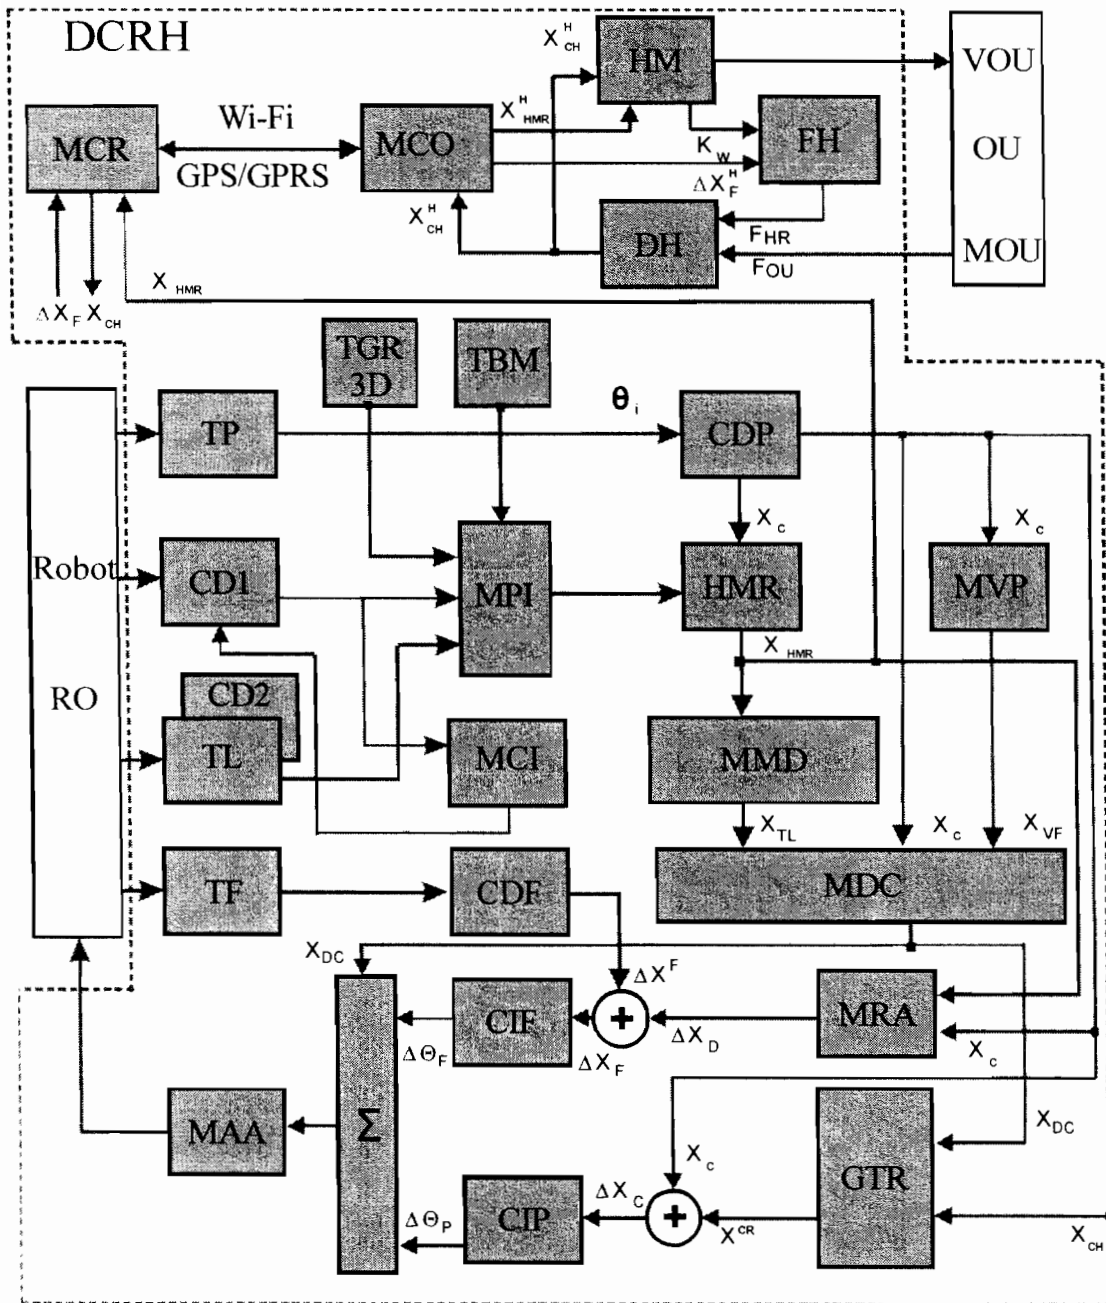 DCRH
X^H_CH
HM
VOU
Wi-Fi
X^H_HMR
MCR
MCO
K_W
FH
OU
GPS/GPRS
ΔX^H_F
X^H_CH
DH
F_HR
F_OU
MOU
X_HMR
ΔX_F X_CH
TGR
3D
TBM
θ_i
TP
CDP
X_c
X_c
Robot
CD1
MPI
HMR
MVP
X_HMR
RO
CD2
TL
MCI
MMD
X_TL
X_c
X_VF
TF
CDF
MDC
X_DC
ΔX^F
CIF
+
MRA
ΔΘ_F
ΔX_F
ΔX_D
X_c
MAA
Σ
X_DC
X_c
GTR
ΔX_C
ΔΘ_P
CIP
+
X^CR
X_CH